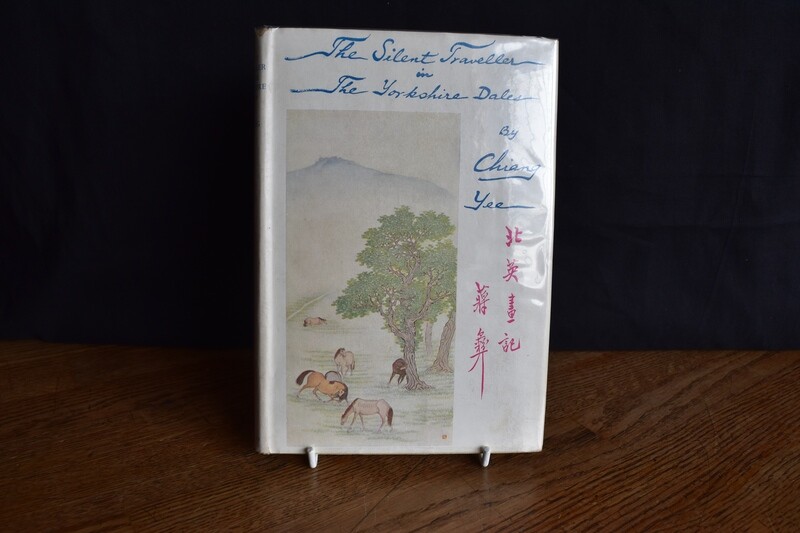 The Silent Traveller
in
The Yorkshire Dales
By
Chiang
Yee
北英畫記
蔣彝